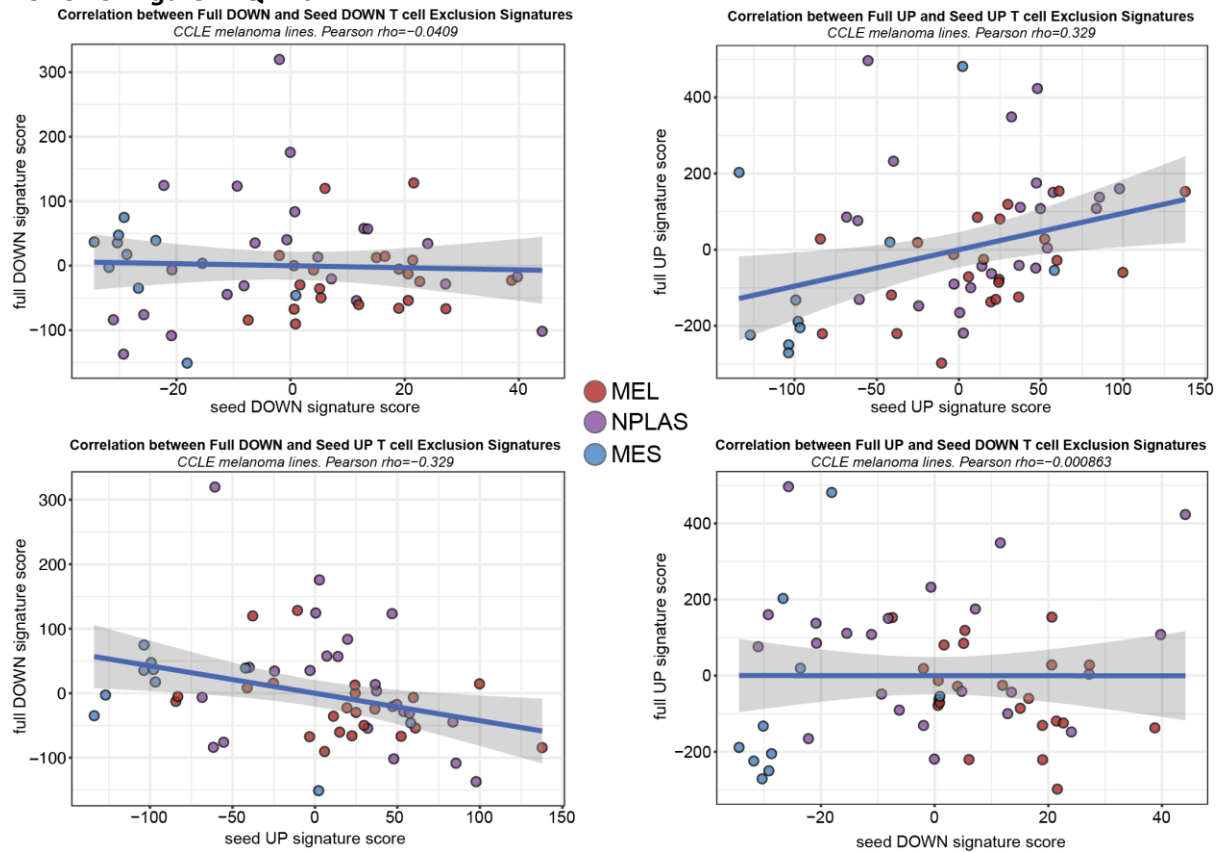 Correlation between Full DOWN and Seed DOWN T cell Exclusion Signatures
CCLE melanoma lines. Pearson rho=−0.0409
300
200
100
0
−100
full DOWN signature score
−20
0
20
40
seed DOWN signature score
Correlation between Full UP and Seed UP T cell Exclusion Signatures
CCLE melanoma lines. Pearson rho=0.329
400
200
0
−200
full UP signature score
−100
−50
0
50
100
150
seed UP signature score
MEL
NPLAS
MES
Correlation between Full DOWN and Seed UP T cell Exclusion Signatures
CCLE melanoma lines. Pearson rho=−0.329
300
200
100
0
−100
full DOWN signature score
−100
−50
0
50
100
150
seed UP signature score
Correlation between Full UP and Seed DOWN T cell Exclusion Signatures
CCLE melanoma lines. Pearson rho=−0.000863
400
200
0
−200
full UP signature score
−20
0
20
40
seed DOWN signature score